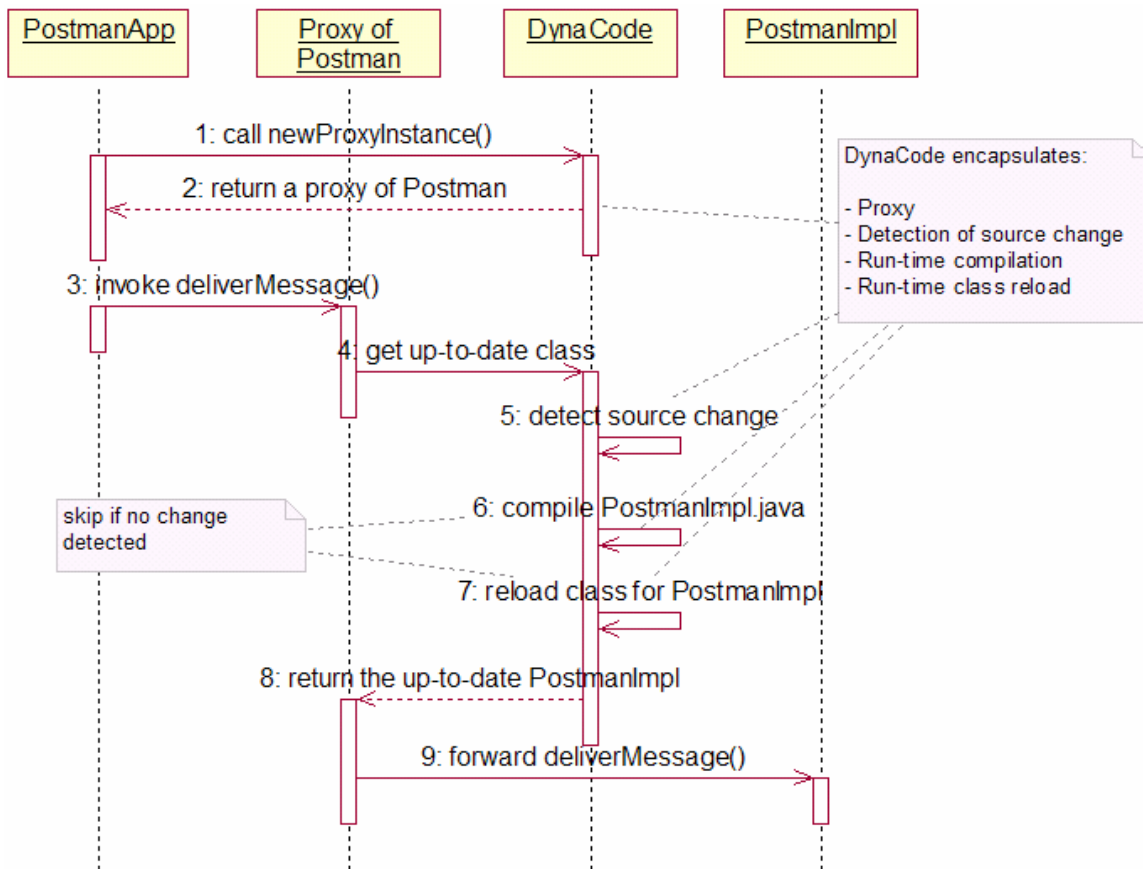 PostmanApp
Proxy of
Postman
DynaCode
PostmanImpl
1: call newProxyInstance()
2: return a proxy of Postman
DynaCode encapsulates:
- Proxy
- Detection of source change
- Run-time compilation
- Run-time class reload
3: invoke deliverMessage()
4: get up-to-date class
5: detect source change
6: compile PostmanImpl.java
skip if no change
detected
7: reload class for PostmanImpl
8: return the up-to-date PostmanImpl
9: forward deliverMessage()